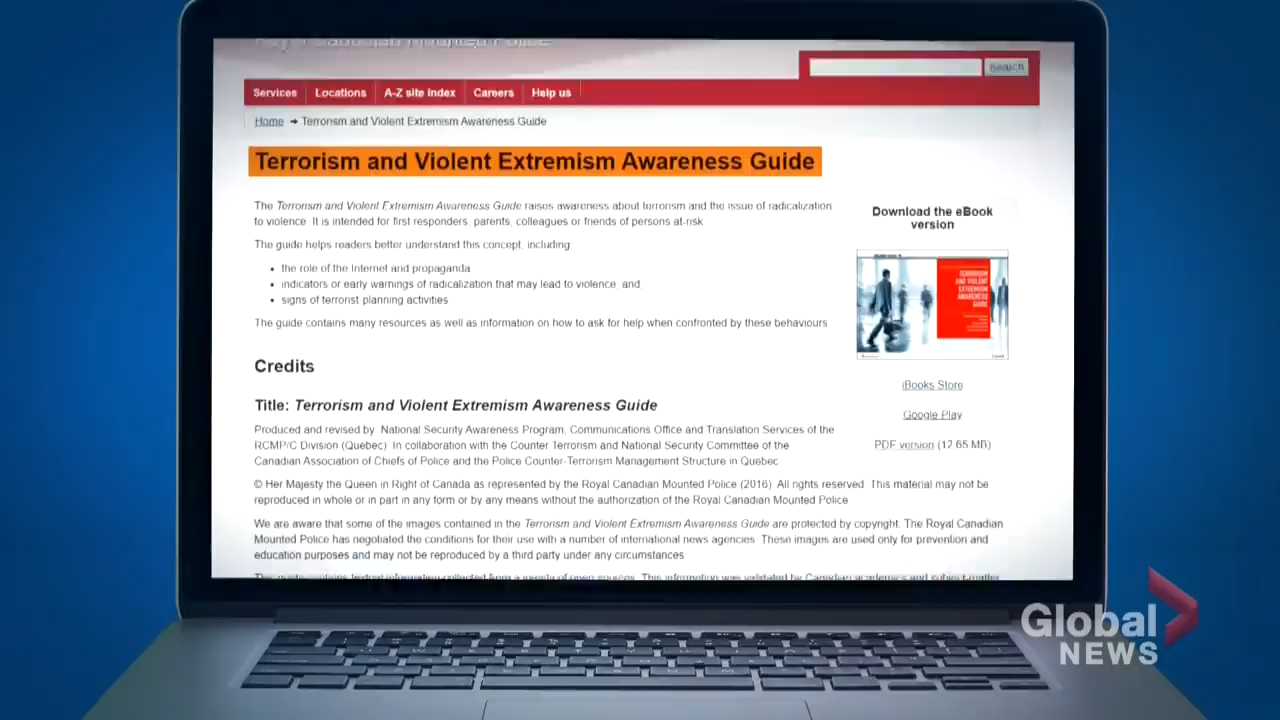 Royal Canadian Mounted Police
Search
Services Locations A-Z site index Careers Help us
Home ➔ Terrorism and Violent Extremism Awareness Guide
Terrorism and Violent Extremism Awareness Guide
The Terrorism and Violent Extremism Awareness Guide raises awareness about terrorism and the issue of radicalization
to violence. It is intended for first responders, parents, colleagues or friends of persons at-risk
The guide helps readers better understand this concept, including
• the role of the Internet and propaganda
• indicators or early warnings of radicalization that may lead to violence, and,
• signs of terrorist planning activities
The guide contains many resources as well as information on how to ask for help when confronted by these behaviours
Download the eBook
version
TERRORISM
AND VIOLENT
EXTREMISM
AWARENESS
GUIDE
iBooks Store
Google Play
PDF version (12.65 MB)
Credits
Title: Terrorism and Violent Extremism Awareness Guide
Produced and revised by National Security Awareness Program, Communications Office and Translation Services of the
RCMP/C Division (Quebec) In collaboration with the Counter Terrorism and National Security Committee of the
Canadian Association of Chiefs of Police and the Police Counter-Terrorism Management Structure in Quebec
© Her Majesty the Queen in Right of Canada as represented by the Royal Canadian Mounted Police (2016) All rights reserved This material may not be
reproduced in whole or in part in any form or by any means without the authorization of the Royal Canadian Mounted Police
We are aware that some of the images contained in the Terrorism and Violent Extremism Awareness Guide are protected by copyright. The Royal Canadian
Mounted Police has negotiated the conditions for their use with a number of international news agencies These images are used only for prevention and
education purposes and may not be reproduced by a third party under any circumstances
Global
NEWS